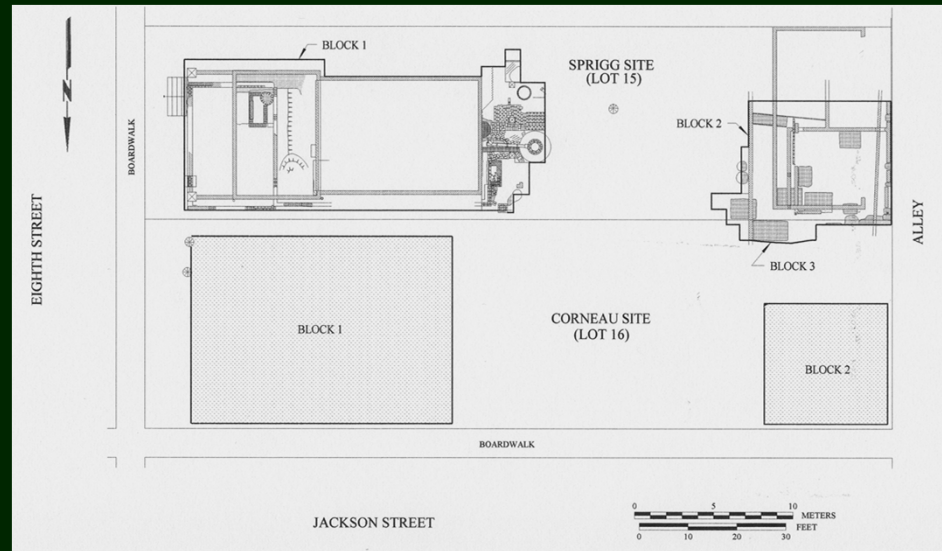 BLOCK 1
SPRIGG SITE
(LOT 15)
N
BLOCK 2
BOARDWALK
EIGHTH STREET
ALLEY
BLOCK 3
BLOCK 1
CORNEAU SITE
(LOT 16)
BLOCK 2
BOARDWALK
JACKSON STREET
0 5 10
METERS
FEET
0 10 20 30